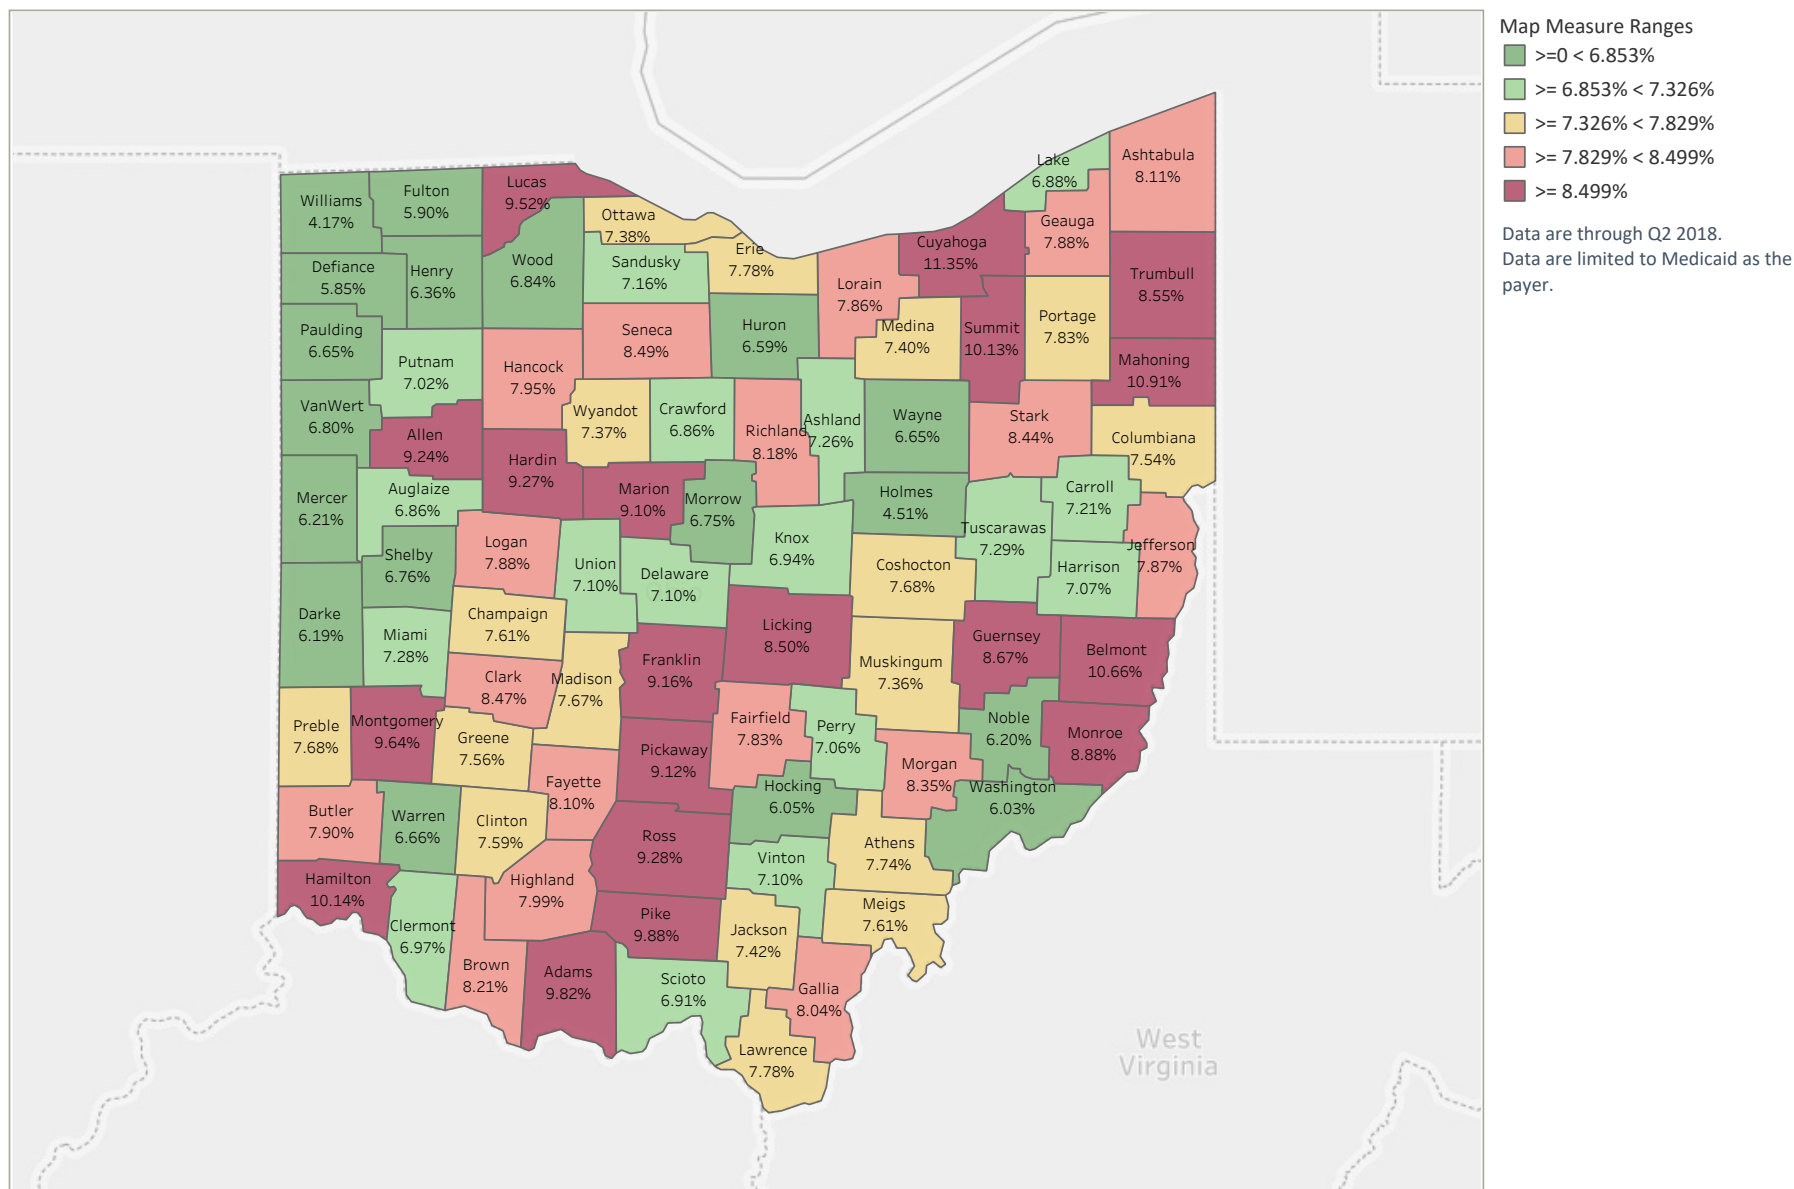 Map Measure Ranges
>=0 < 6.853%
>= 6.853% < 7.326%
>= 7.326% < 7.829%
>= 7.829% < 8.499%
>= 8.499%
Data are through Q2 2018.
Data are limited to Medicaid as the
payer.
Williams
4.17%
Fulton
5.90%
Lucas
9.52%
Ottawa
7.38%
Lake
6.88%
Ashtabula
8.11%
Geauga
7.88%
Cuyahoga
11.35%
Defiance
5.85%
Henry
6.36%
Wood
6.84%
Sandusky
7.16%
Erie
7.78%
Lorain
7.86%
Trumbull
8.55%
Paulding
6.65%
Putnam
7.02%
Hancock
7.95%
Seneca
8.49%
Huron
6.59%
Medina
7.40%
Summit
10.13%
Portage
7.83%
Mahoning
10.91%
VanWert
6.80%
Allen
9.24%
Wyandot
7.37%
Crawford
6.86%
Richland
8.18%
Ashland
7.26%
Wayne
6.65%
Stark
8.44%
Columbiana
7.54%
Mercer
6.21%
Auglaize
6.86%
Hardin
9.27%
Marion
9.10%
Morrow
6.75%
Holmes
4.51%
Carroll
7.21%
Tuscarawas
7.29%
Jefferson
7.87%
Shelby
6.76%
Logan
7.88%
Union
7.10%
Delaware
7.10%
Knox
6.94%
Coshocton
7.68%
Harrison
7.07%
Darke
6.19%
Miami
7.28%
Champaign
7.61%
Licking
8.50%
Guernsey
8.67%
Belmont
10.66%
Clark
8.47%
Madison
7.67%
Franklin
9.16%
Muskingum
7.36%
Preble
7.68%
Montgomery
9.64%
Greene
7.56%
Fairfield
7.83%
Perry
7.06%
Noble
6.20%
Monroe
8.88%
Pickaway
9.12%
Morgan
8.35%
Fayette
8.10%
Hocking
6.05%
Washington
6.03%
Butler
7.90%
Warren
6.66%
Clinton
7.59%
Ross
9.28%
Vinton
7.10%
Athens
7.74%
Hamilton
10.14%
Highland
7.99%
Clermont
6.97%
Pike
9.88%
Jackson
7.42%
Meigs
7.61%
Brown
8.21%
Adams
9.82%
Scioto
6.91%
Gallia
8.04%
Lawrence
7.78%
West
Virginia